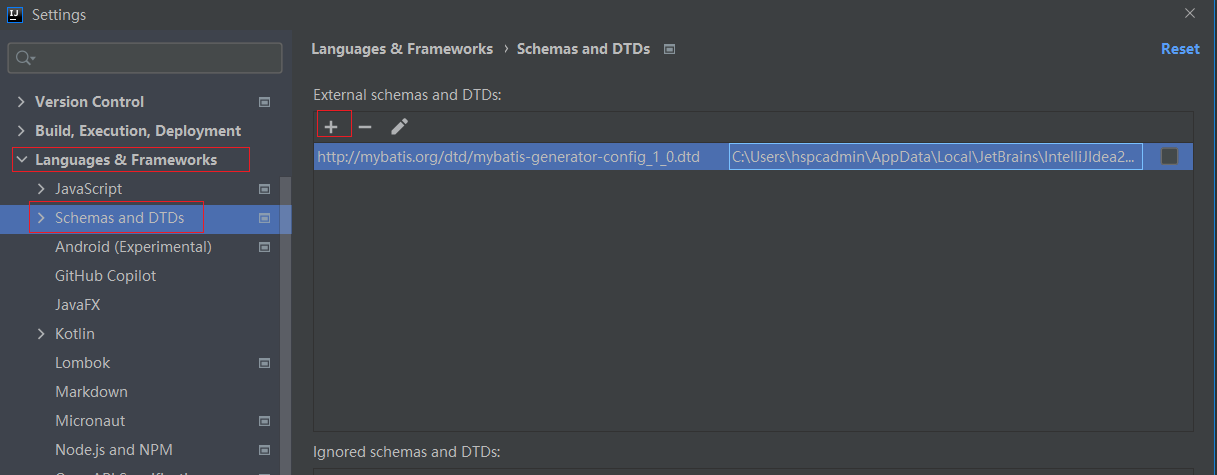 Settings
Version Control
Build, Execution, Deployment
Languages & Frameworks
JavaScript
Schemas and DTDs
Android (Experimental)
GitHub Copilot
JavaFX
Kotlin
Lombok
Markdown
Micronaut
Node.js and NPM
Languages & Frameworks › Schemas and DTDs
Reset
External schemas and DTDs:
http://mybatis.org/dtd/mybatis-generator-config_1_0.dtd
C:\Users\hspcadmin\AppData\Local\JetBrains\IntelliJIdea2...
Ignored schemas and DTDs: